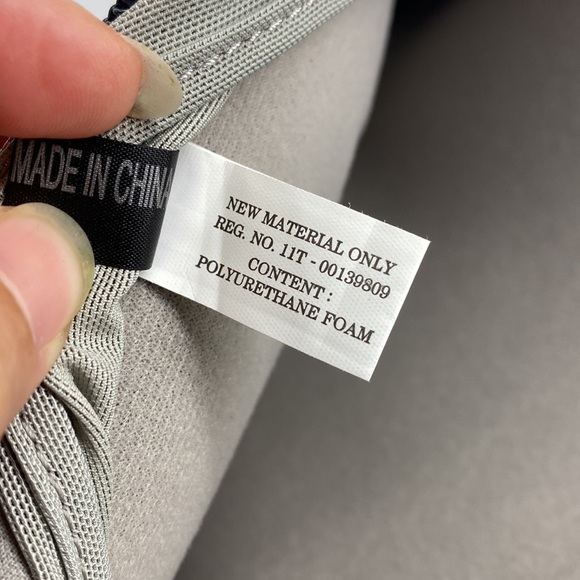 MADE IN CHINA
NEW MATERIAL ONLY
REG. NO. 11T - 00139809
CONTENT :
POLYURETHANE FOAM